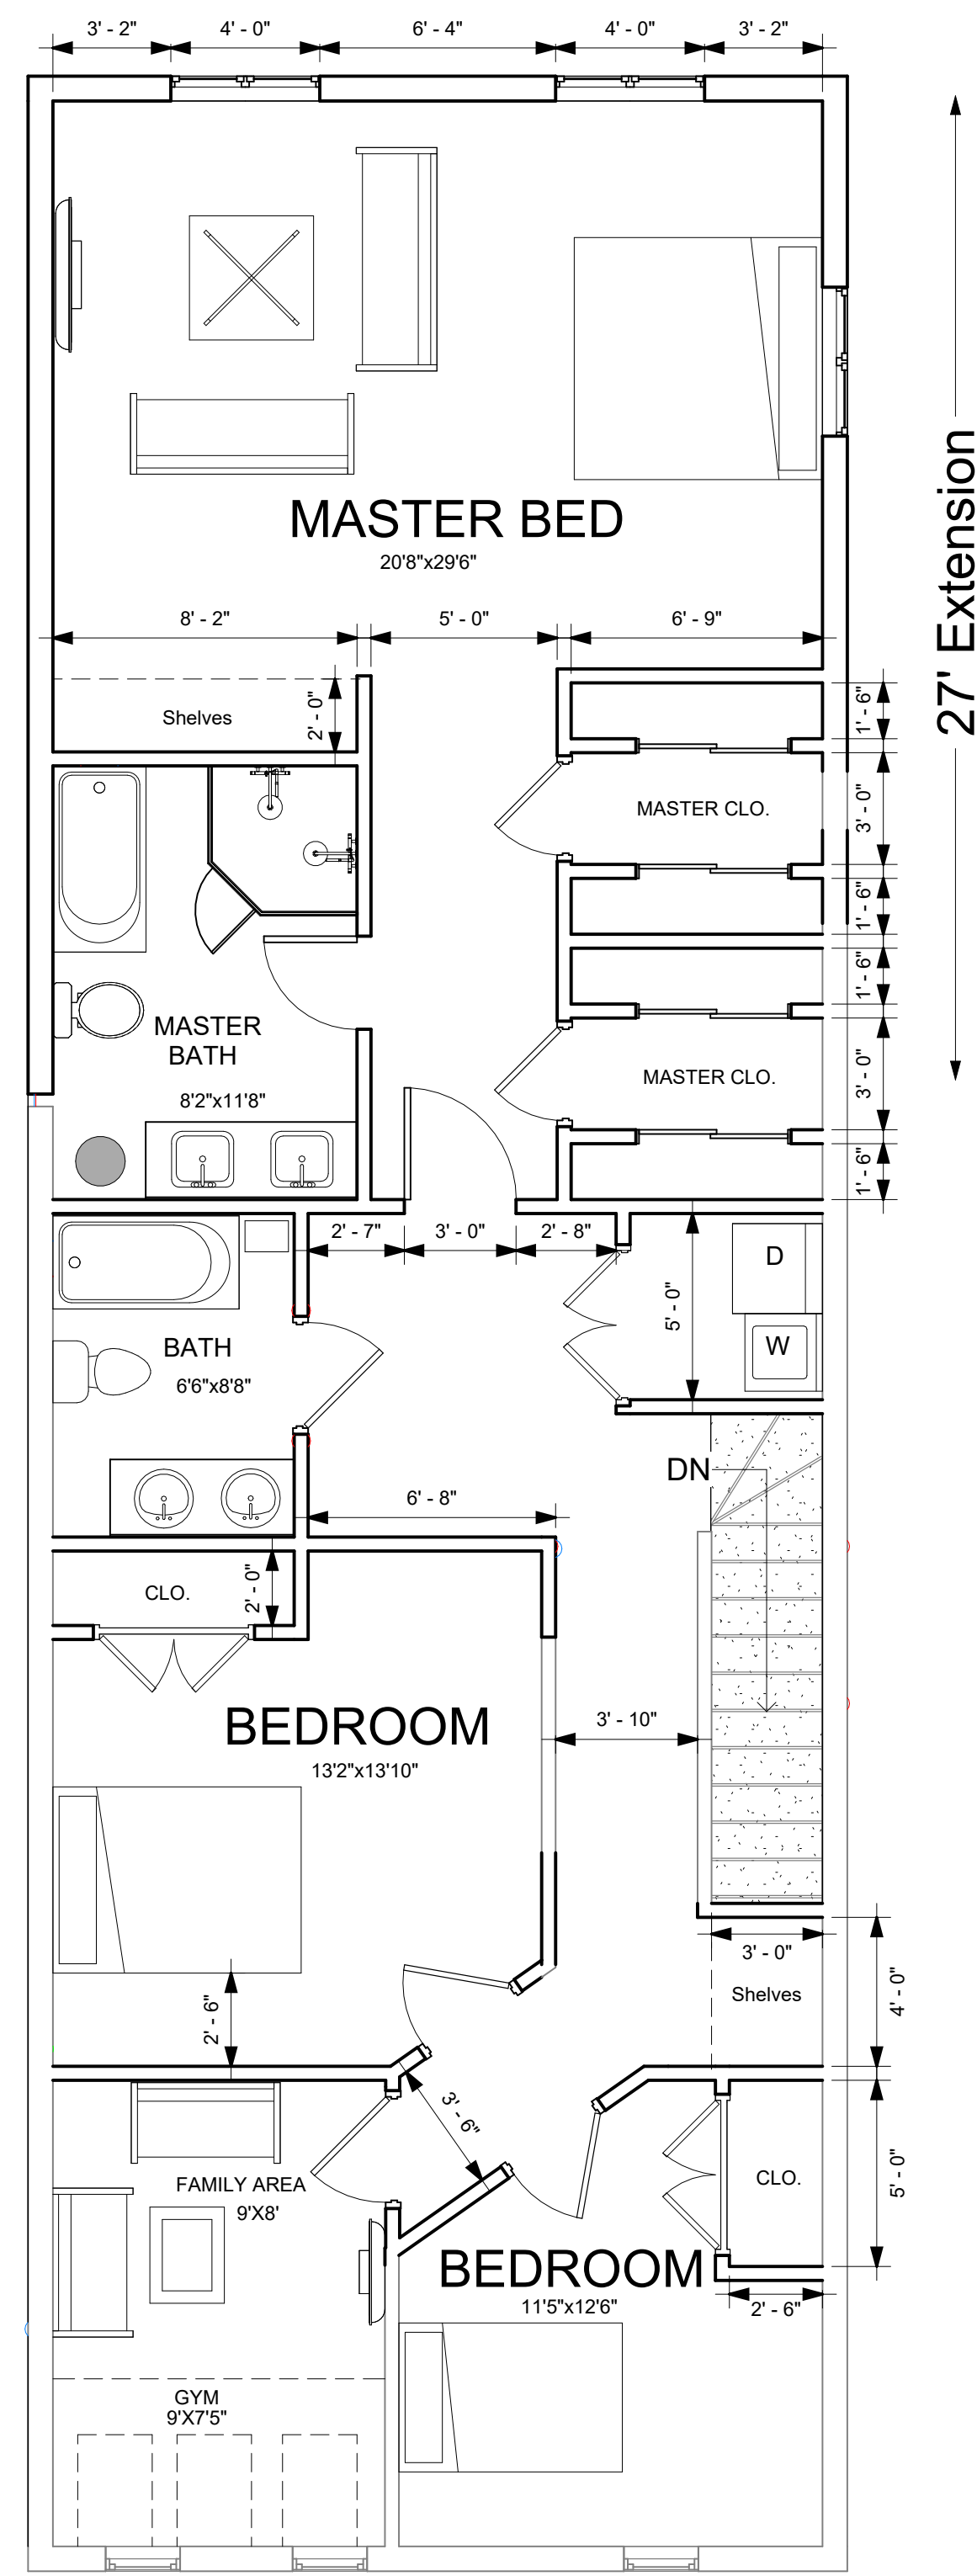 3' - 2"
4' - 0"
6' - 4"
4' - 0"
3' - 2"
27' Extension
MASTER BED
20'8"x29'6"
8' - 2"
5' - 0"
6' - 9"
Shelves
2' - 0"
1' - 6"
MASTER CLO.
3' - 0"
1' - 6"
1' - 6"
MASTER
BATH
8'2"x11'8"
MASTER CLO.
3' - 0"
1' - 6"
2' - 7"
3' - 0"
2' - 8"
5' - 0"
D
W
BATH
6'6"x8'8"
DN
6' - 8"
CLO.
2' - 0"
BEDROOM
13'2"x13'10"
3' - 10"
3' - 0"
Shelves
4' - 0"
2' - 6"
3' - 6"
FAMILY AREA
9'X8'
CLO.
5' - 0"
BEDROOM
11'5"x12'6"
2' - 6"
GYM
9'X7'5"